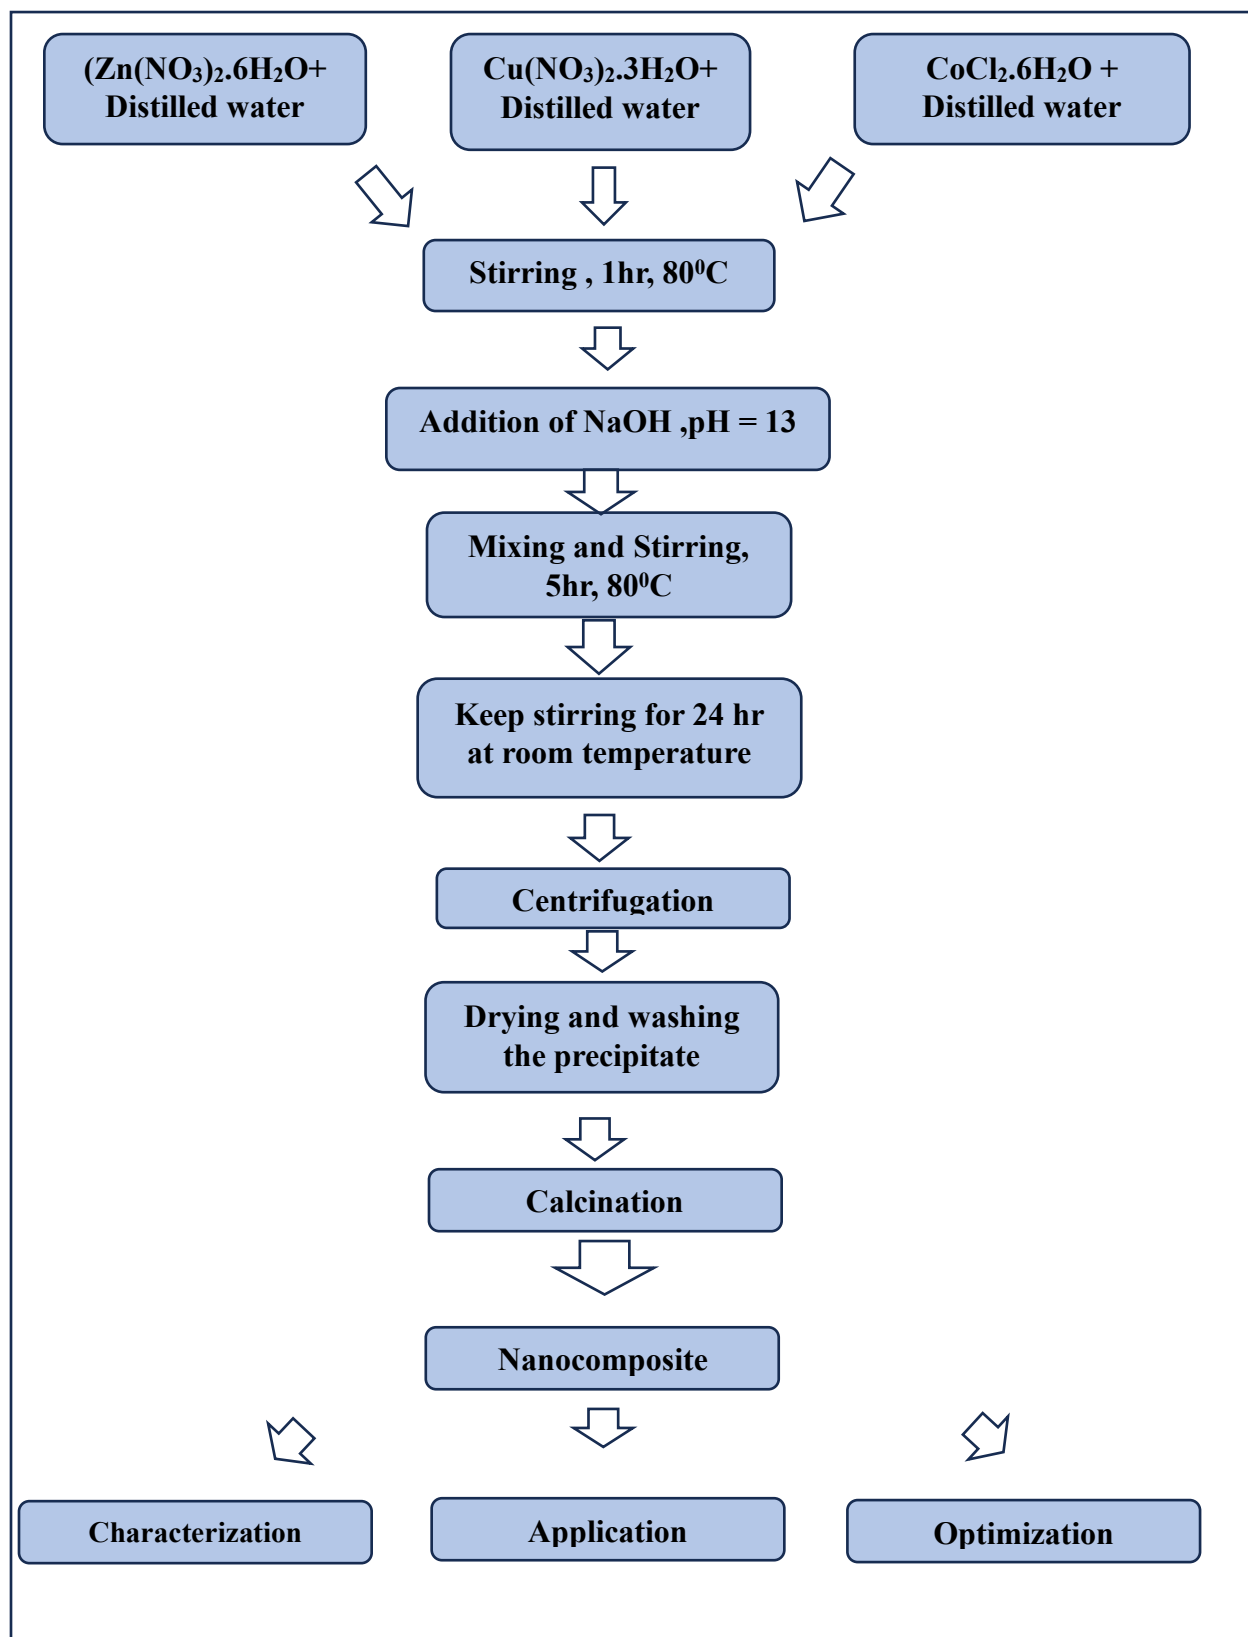 (Zn(NO₃)₂.6H₂O+
Distilled water
Cu(NO₃)₂.3H₂O+
Distilled water
CoCl₂.6H₂O +
Distilled water
Stirring , 1hr, 80⁰C
Addition of NaOH ,pH = 13
Mixing and Stirring,
5hr, 80⁰C
Keep stirring for 24 hr
at room temperature
Centrifugation
Drying and washing
the precipitate
Calcination
Nanocomposite
Characterization
Application
Optimization